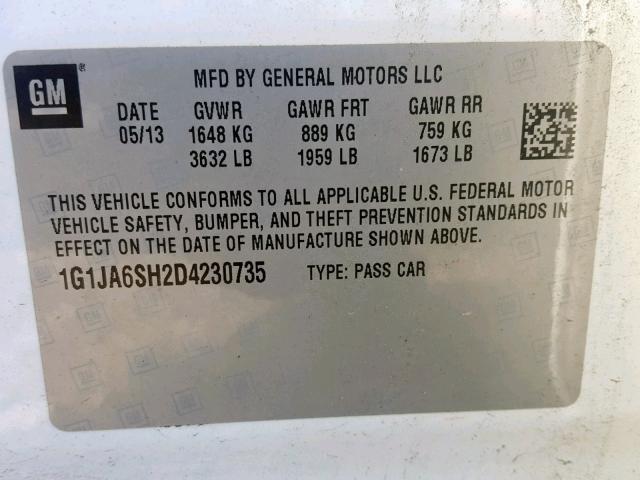 GM ®
MFD BY GENERAL MOTORS LLC
DATE GVWR GAWR FRT GAWR RR
05/13 1648 KG 889 KG 759 KG
3632 LB 1959 LB 1673 LB
THIS VEHICLE CONFORMS TO ALL APPLICABLE U.S. FEDERAL MOTOR
VEHICLE SAFETY, BUMPER, AND THEFT PREVENTION STANDARDS IN
EFFECT ON THE DATE OF MANUFACTURE SHOWN ABOVE.
1G1JA6SH2D4230735 TYPE: PASS CAR